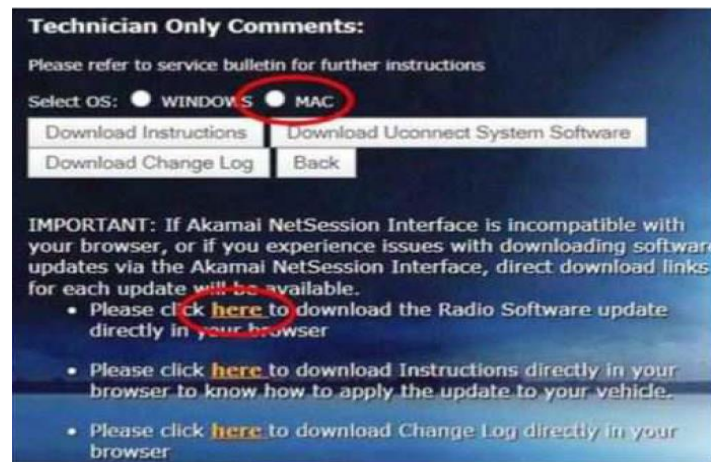 Technician Only Comments:
Please refer to service bulletin for further instructions
Select OS: WINDOWS MAC
Download Instructions Download Uconnect System Software
Download Change Log Back
IMPORTANT: If Akamai NetSession Interface is incompatible with
your browser, or if you experience issues with downloading software
updates via the Akamai NetSession Interface, direct download links
for each update will be available.
• Please click here to download the Radio Software update
directly in your browser
• Please click here to download Instructions directly in your
browser to know how to apply the update to your vehicle.
• Please click here to download Change Log directly in your
browser